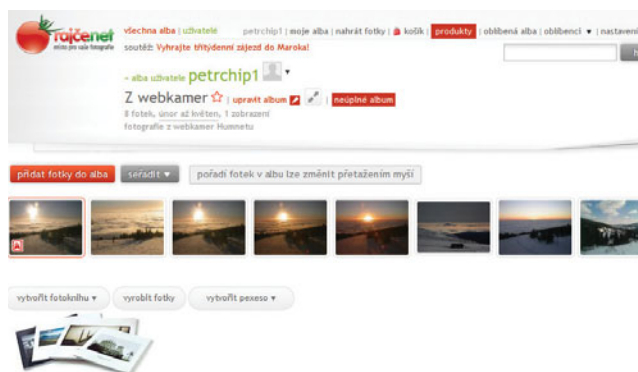 rajčenet
místo pro vaše fotografie
všechna alba | uživatelé
petrchip1 | moje alba | nahrát fotky | košík | produkty | oblíbená alba | oblíbenci ▼ | nastavení
soutěž: Vyhrajte třítýdenní zájezd do Maroka!
« alba uživatele petrchip1 ▼
Z webkamer | upravit album | neúplné album
8 fotek, únor až květen, 1 zobrazení
fotografie z webkamer Humnetu
přidat fotky do alba
seřadit ▼
pořadí fotek v albu lze změnit přetažením myší
vytvořit fotoknihu ▼
vyrobit fotky
vytvořit pexeso ▼